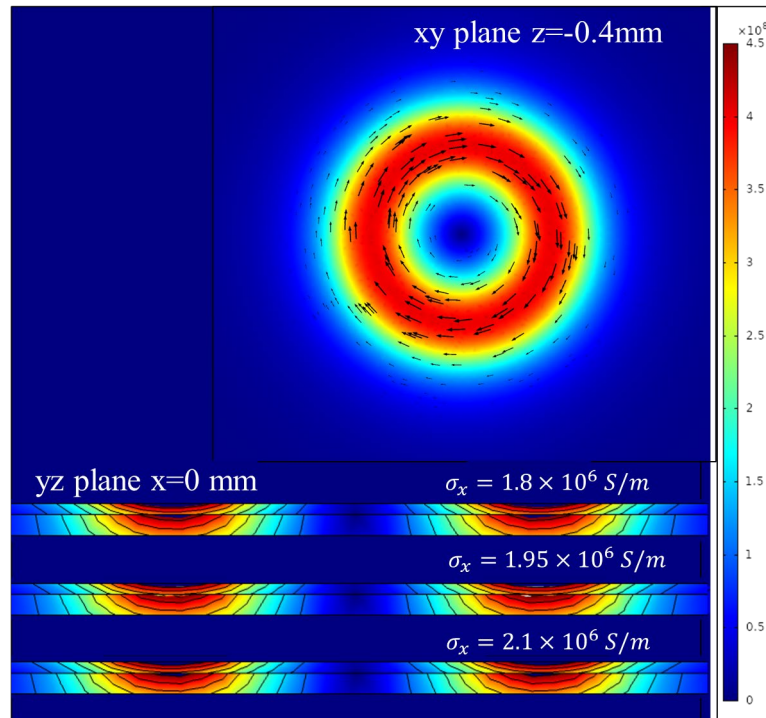 xy plane z=-0.4mm
×10⁸
4.5
4
3.5
3
2.5
2
1.5
1
0.5
0
yz plane x=0 mm
σₓ = 1.8 × 10⁶ S/m
σₓ = 1.95 × 10⁶ S/m
σₓ = 2.1 × 10⁶ S/m